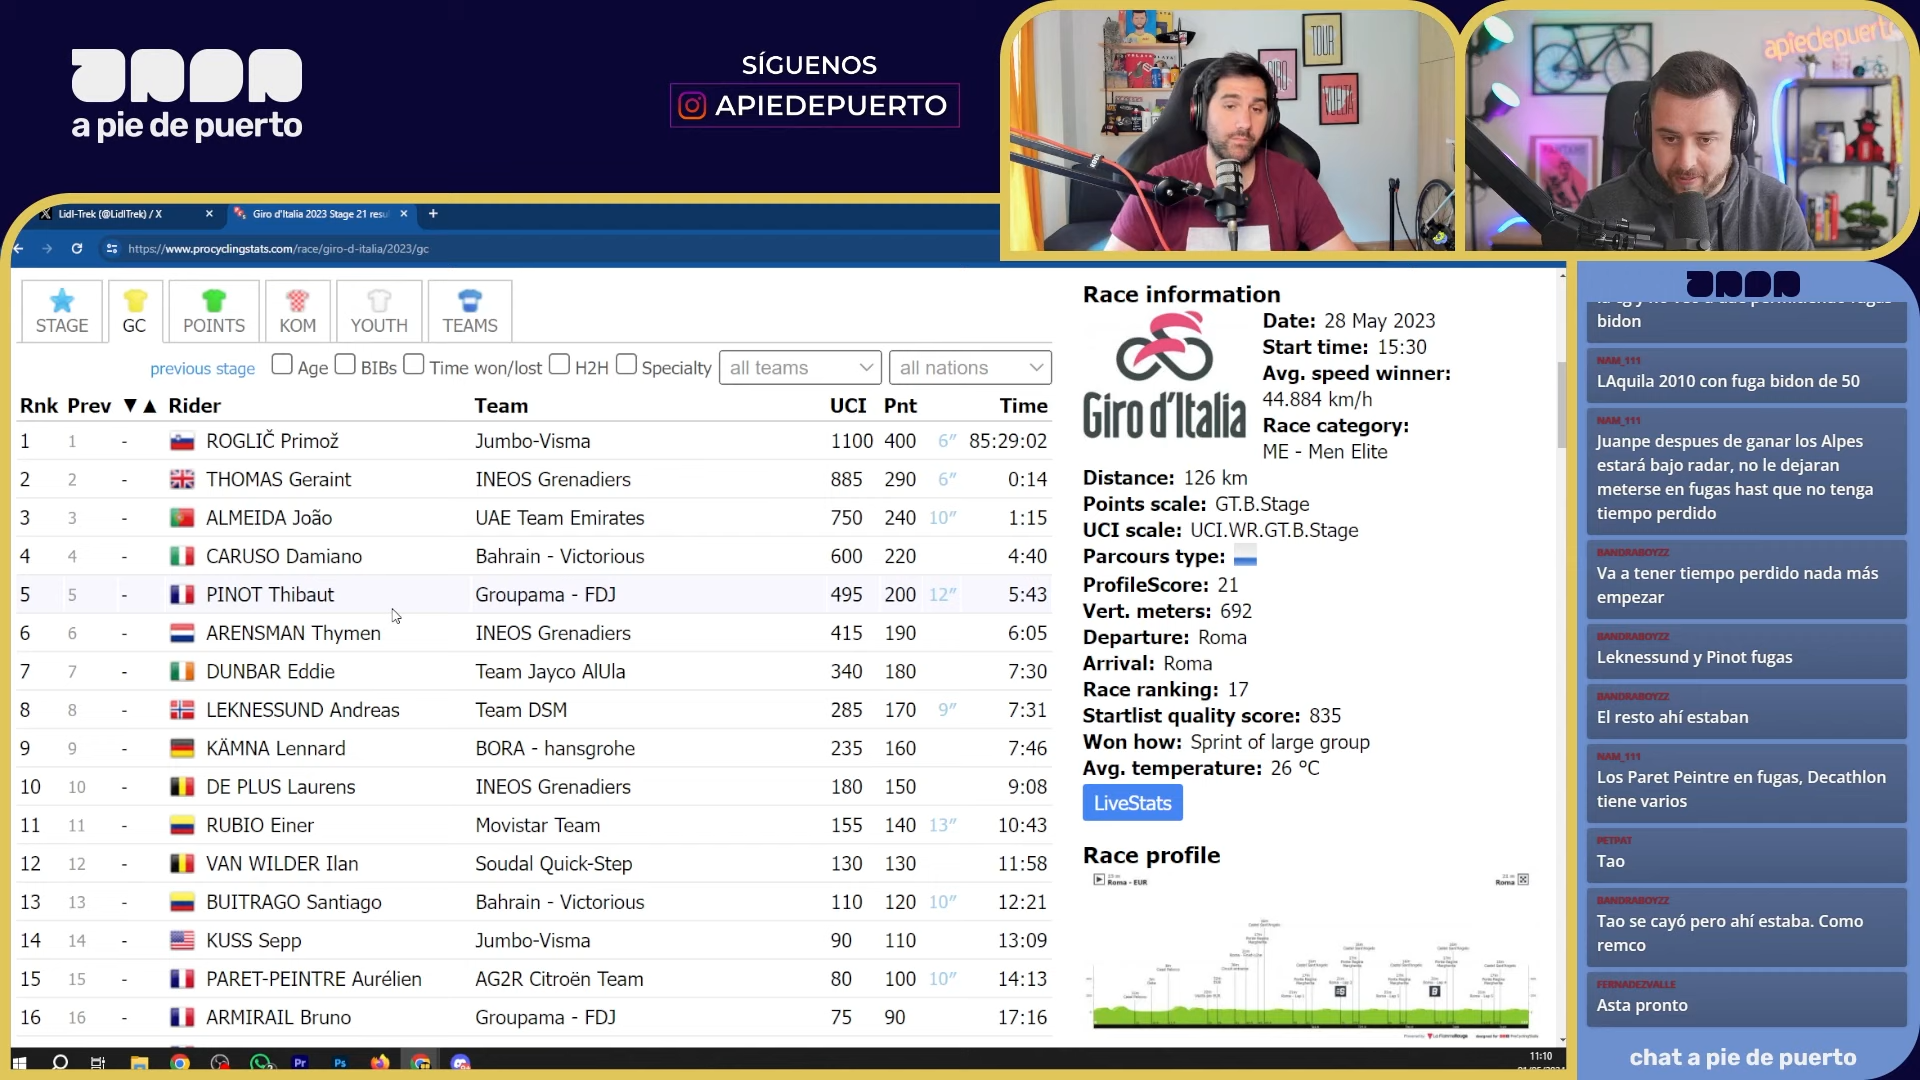 a pie de puerto
SÍGUENOS
APIEDEPUERTO
TOUR
GIRO
VUELTA
apiedepuerto
Lidl-Trek (@LidlTrek) / X
Giro d'Italia 2023 Stage 21 resu
https://www.procyclingstats.com/race/giro-d-italia/2023/gc
STAGE GC POINTS KOM YOUTH TEAMS
previous stage Age BIBs Time won/lost H2H Specialty all teams all nations
Rnk Prev ▼▲ Rider Team UCI Pnt Time
1 1 - ROGLIČ Primož Jumbo-Visma 1100 400 6″ 85:29:02
2 2 - THOMAS Geraint INEOS Grenadiers 885 290 6″ 0:14
3 3 - ALMEIDA João UAE Team Emirates 750 240 10″ 1:15
4 4 - CARUSO Damiano Bahrain - Victorious 600 220 4:40
5 5 - PINOT Thibaut Groupama - FDJ 495 200 12″ 5:43
6 6 - ARENSMAN Thymen INEOS Grenadiers 415 190 6:05
7 7 - DUNBAR Eddie Team Jayco AlUla 340 180 7:30
8 8 - LEKNESSUND Andreas Team DSM 285 170 9″ 7:31
9 9 - KÄMNA Lennard BORA - hansgrohe 235 160 7:46
10 10 - DE PLUS Laurens INEOS Grenadiers 180 150 9:08
11 11 - RUBIO Einer Movistar Team 155 140 13″ 10:43
12 12 - VAN WILDER Ilan Soudal Quick-Step 130 130 11:58
13 13 - BUITRAGO Santiago Bahrain - Victorious 110 120 10″ 12:21
14 14 - KUSS Sepp Jumbo-Visma 90 110 13:09
15 15 - PARET-PEINTRE Aurélien AG2R Citroën Team 80 100 10″ 14:13
16 16 - ARMIRAIL Bruno Groupama - FDJ 75 90 17:16
Race information
Giro d'Italia
Date: 28 May 2023
Start time: 15:30
Avg. speed winner:
44.884 km/h
Race category:
ME - Men Elite
Distance: 126 km
Points scale: GT.B.Stage
UCI scale: UCI.WR.GT.B.Stage
Parcours type:
ProfileScore: 21
Vert. meters: 692
Departure: Roma
Arrival: Roma
Race ranking: 17
Startlist quality score: 835
Won how: Sprint of large group
Avg. temperature: 26 °C
LiveStats
Race profile
Roma - EUR
Roma
11:10
bidon
NAM_111
LAquila 2010 con fuga bidon de 50
NAM_111
Juanpe despues de ganar los Alpes
estará bajo radar, no le dejaran
meterse en fugas hast que no tenga
tiempo perdido
BANDRABOYZZ
Va a tener tiempo perdido nada más
empezar
BANDRABOYZZ
Leknessund y Pinot fugas
BANDRABOYZZ
El resto ahí estaban
NAM_111
Los Paret Peintre en fugas, Decathlon
tiene varios
PETPAT
Tao
BANDRABOYZZ
Tao se cayó pero ahí estaba. Como
remco
FERNADEZVALLE
Asta pronto
chat a pie de puerto